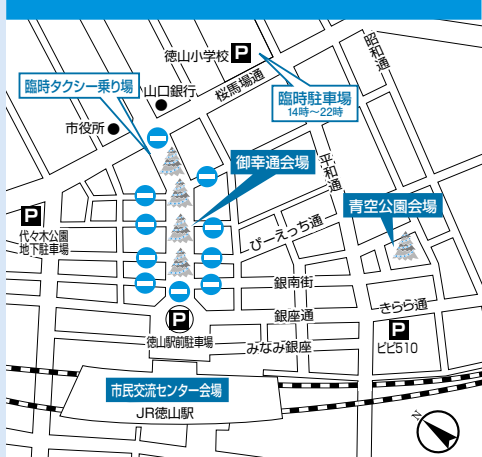 徳山小学校 P
昭和通
臨時タクシー乗り場
山口銀行
桜馬場通
臨時駐車場
14時～22時
市役所
御幸通会場
平和通
青空公園会場
P
代々木公園
地下駐車場
ぴーえっち通
銀南街
きらら通
銀座通
P
徳山駅前駐車場
みなみ銀座
P
ピピ510
市民交流センター会場
JR徳山駅
N